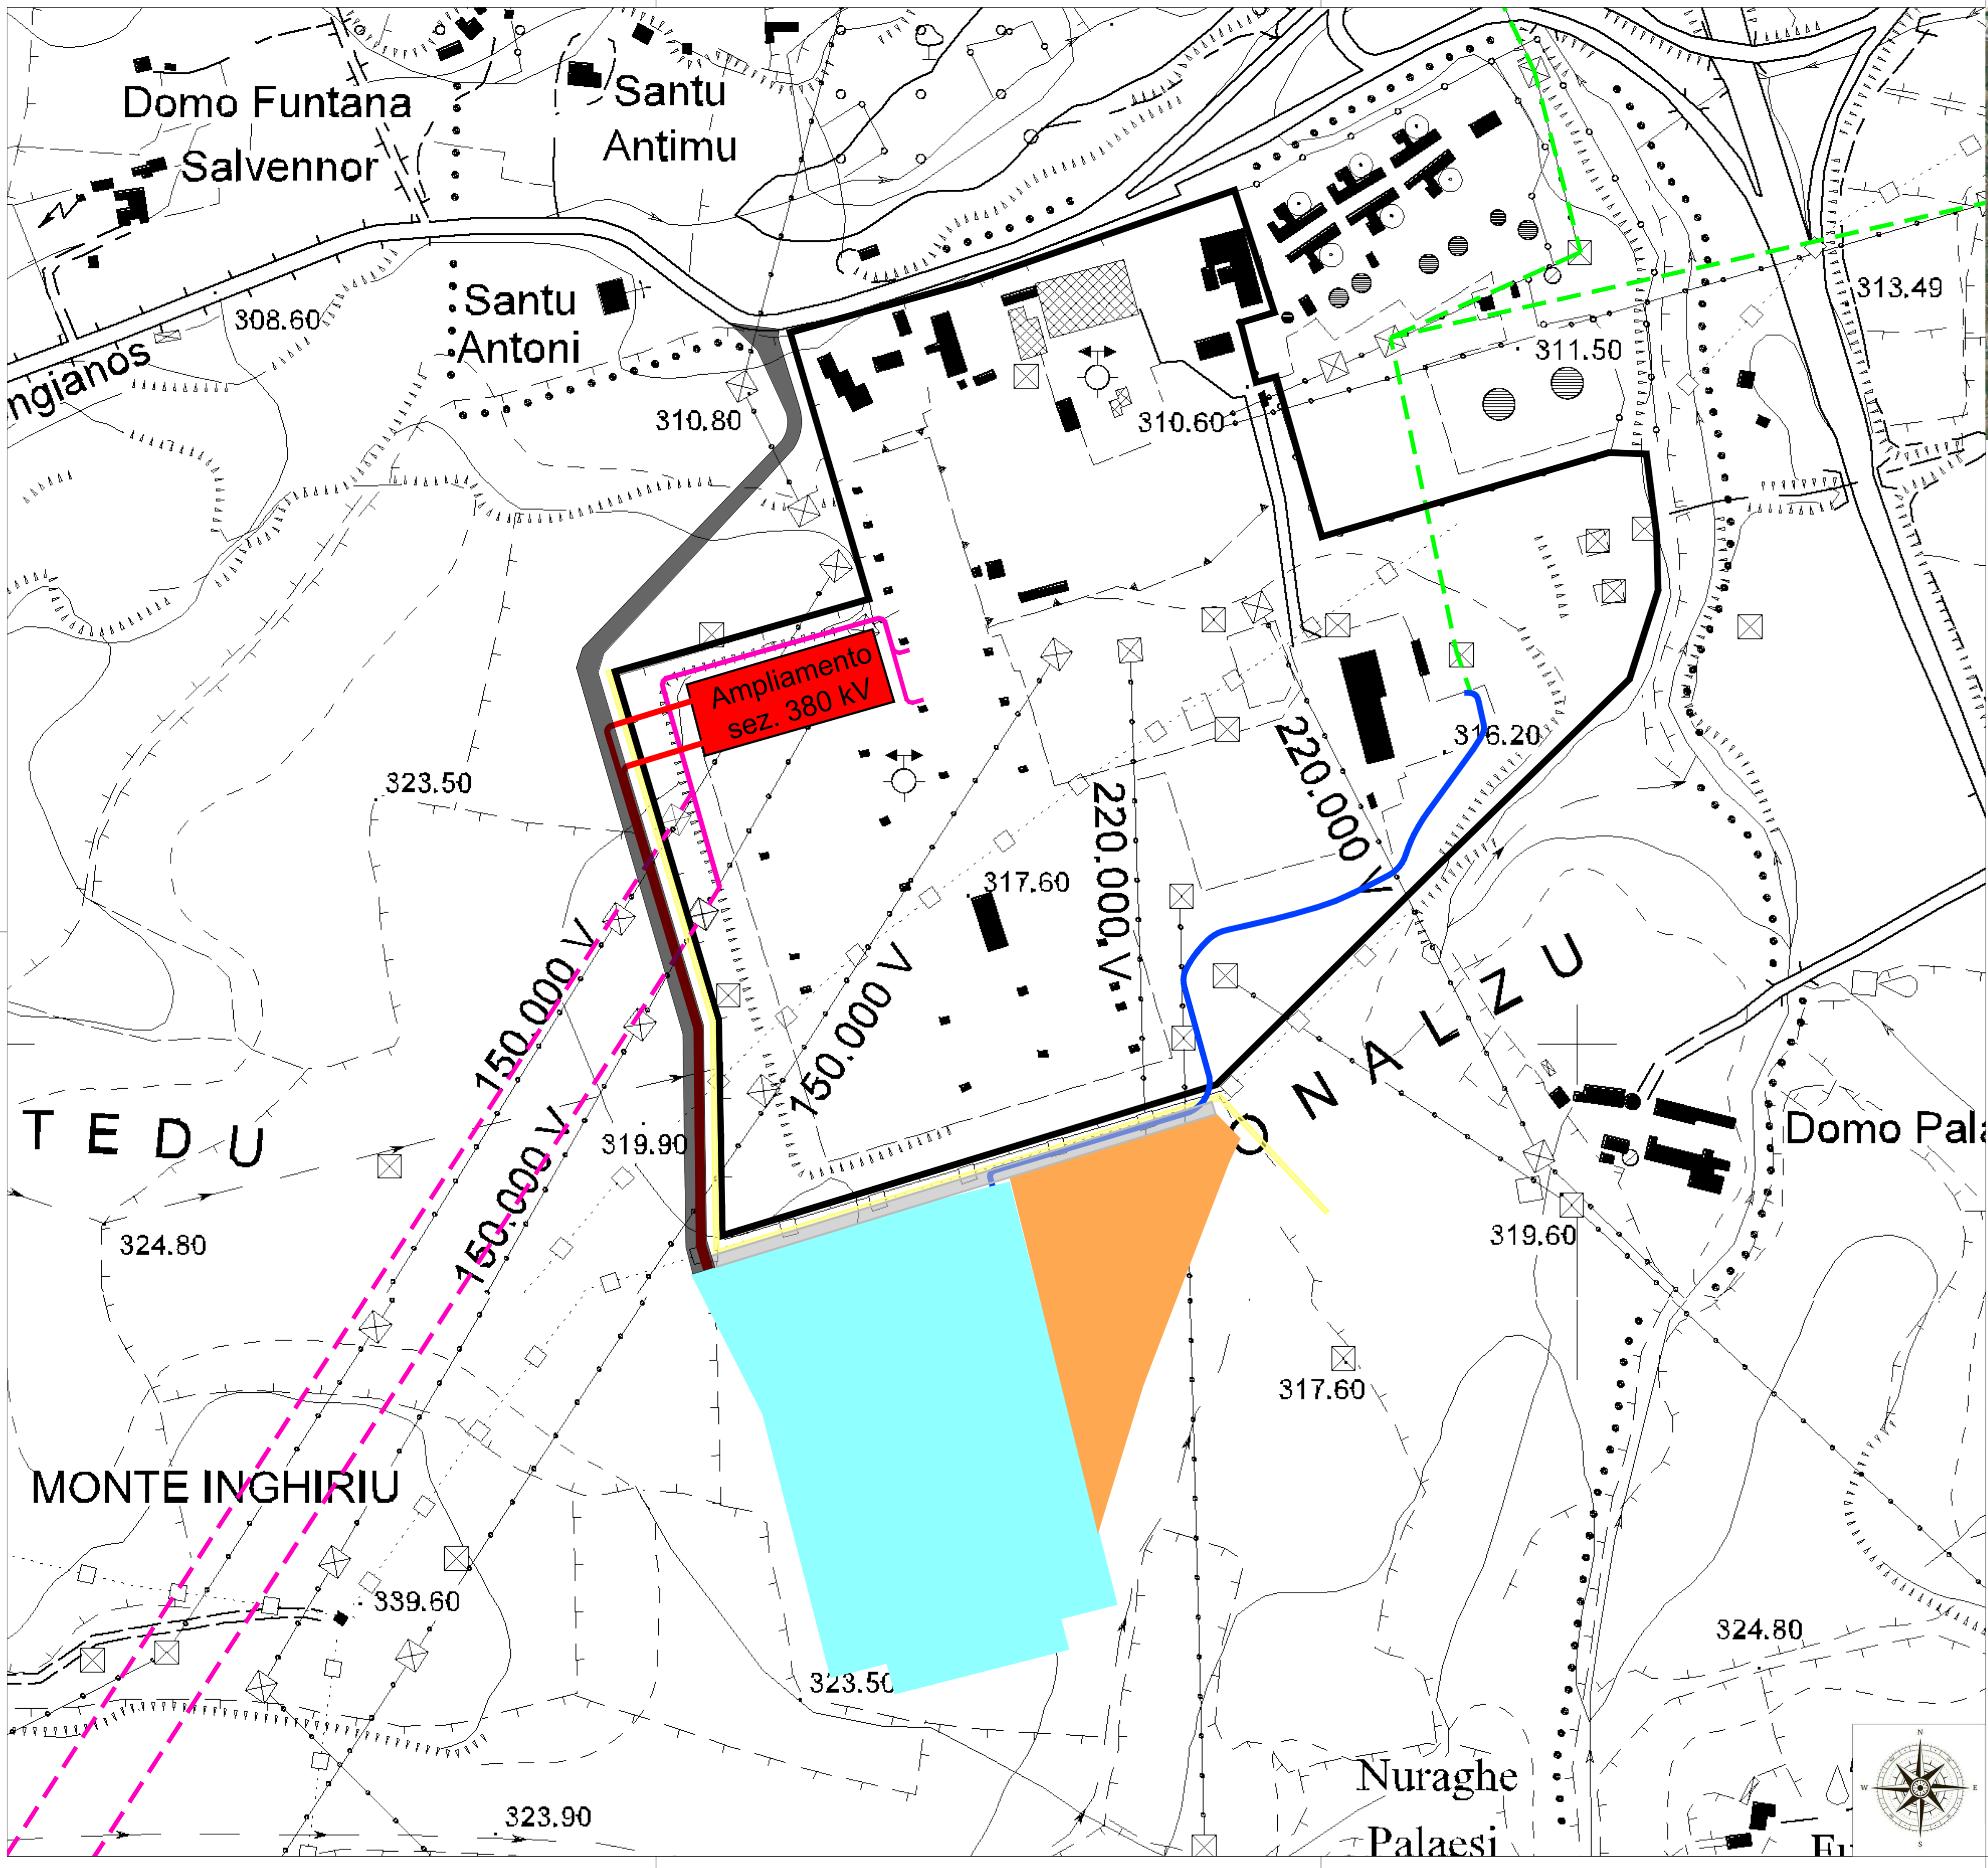 Domo Funtana
Salvennor
Santu
Antimu
308.60
Santu
Antoni
ngianos
310.80
310.60
311.50
313.49
Ampliamento
sez. 380 kV
316.20
323.50
317.60
220.000 V
220.000 V
150.000 V
150.000 V
150.000 V
O N A L Z U
T E D U
319.90
324.80
Domo Pala
319.60
317.60
MONTE INGHIRIU
339.60
323.50
324.80
323.90
Nuraghe
Palaesi
N
W
E
S